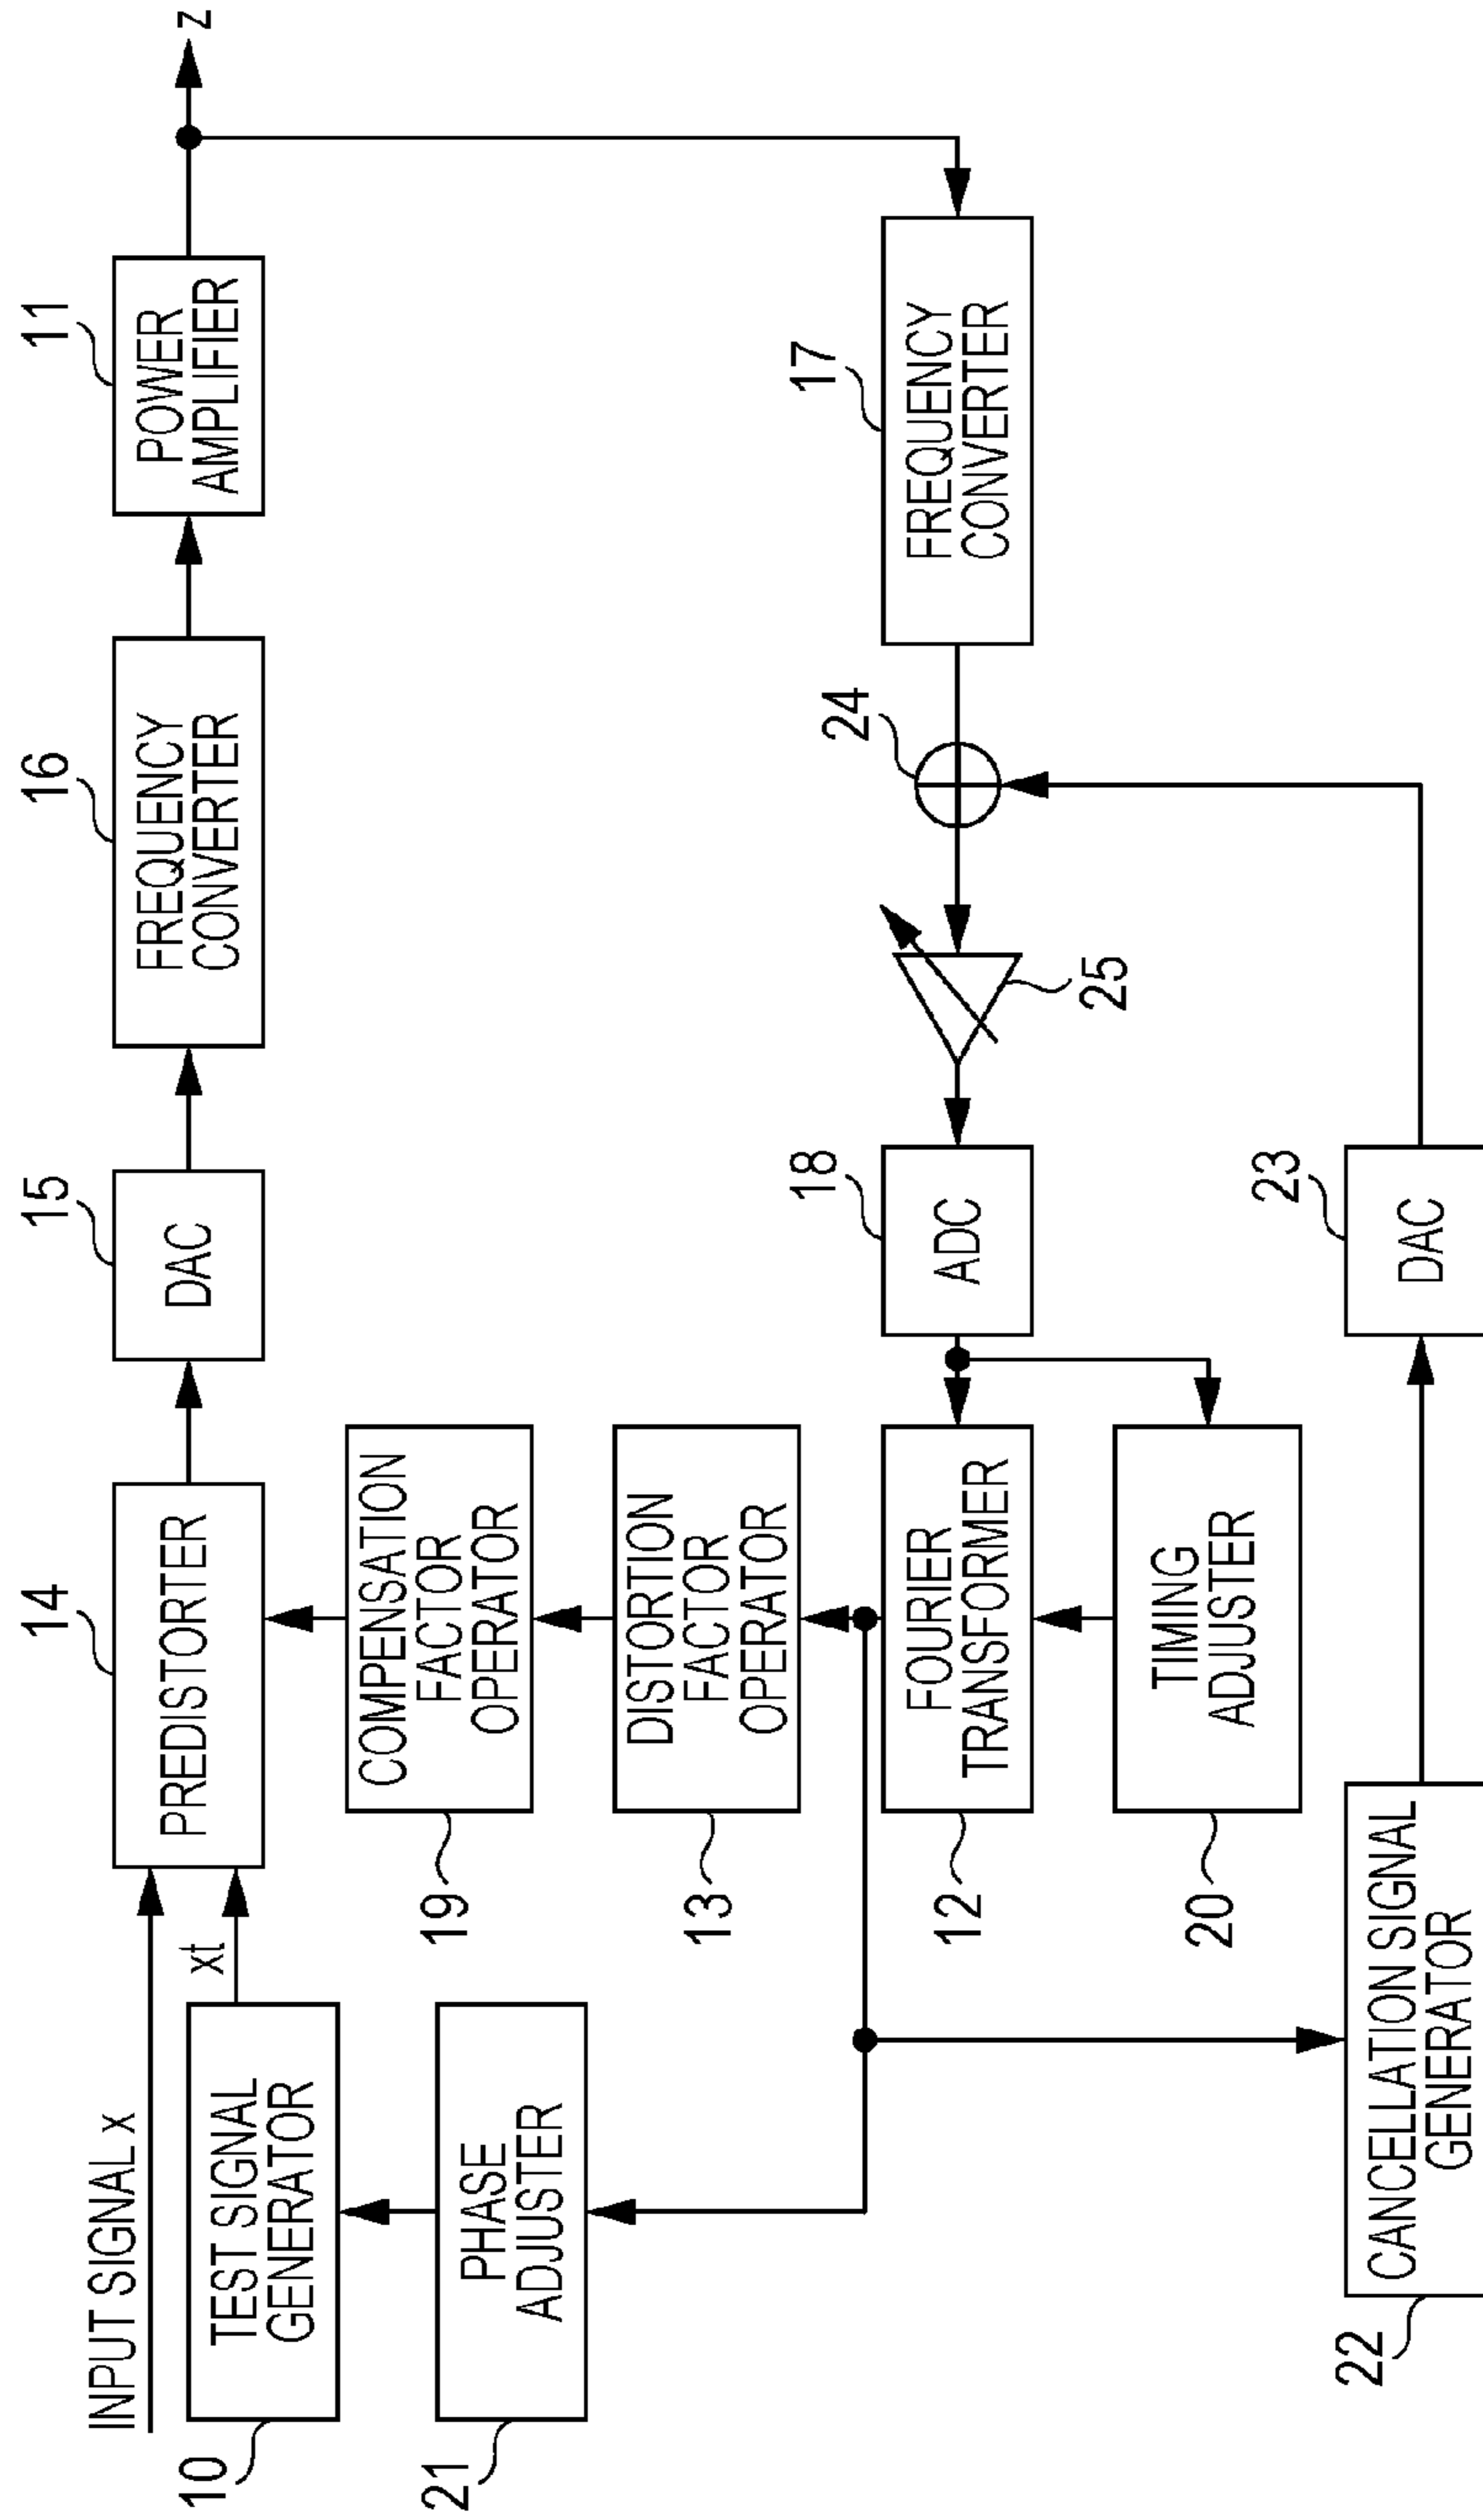 INPUT SIGNAL x
10
TEST SIGNAL
GENERATOR
xt
14
PREDISTORTER
15
DAC
16
FREQUENCY
CONVERTER
11
POWER
AMPLIFIER
z
21
PHASE
ADJUSTER
19
COMPENSATION
FACTOR
OPERATOR
13
DISTORTION
FACTOR
OPERATOR
12
FOURIER
TRANSFORMER
20
TIMING
ADJUSTER
18
ADC
25
24
17
FREQUENCY
CONVERTER
22
CANCELLATION SIGNAL
GENERATOR
23
DAC